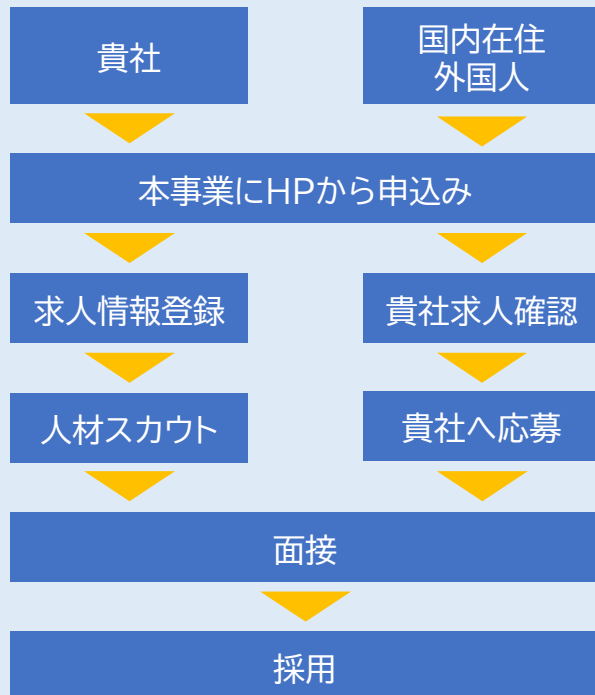 貴社
国内在住
外国人
本事業にHPから申込み
求人情報登録
貴社求人確認
人材スカウト
貴社へ応募
面接
採用